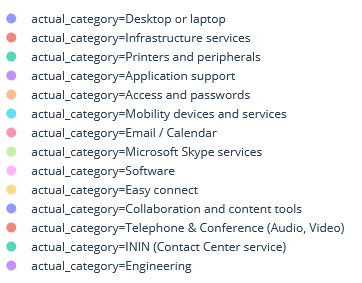 actual_category=Desktop or laptop
actual_category=Infrastructure services
actual_category=Printers and peripherals
actual_category=Application support
actual_category=Access and passwords
actual_category=Mobility devices and services
actual_category=Email / Calendar
actual_category=Microsoft Skype services
actual_category=Software
actual_category=Easy connect
actual_category=Collaboration and content tools
actual_category=Telephone & Conference (Audio, Video)
actual_category=ININ (Contact Center service)
actual_category=Engineering